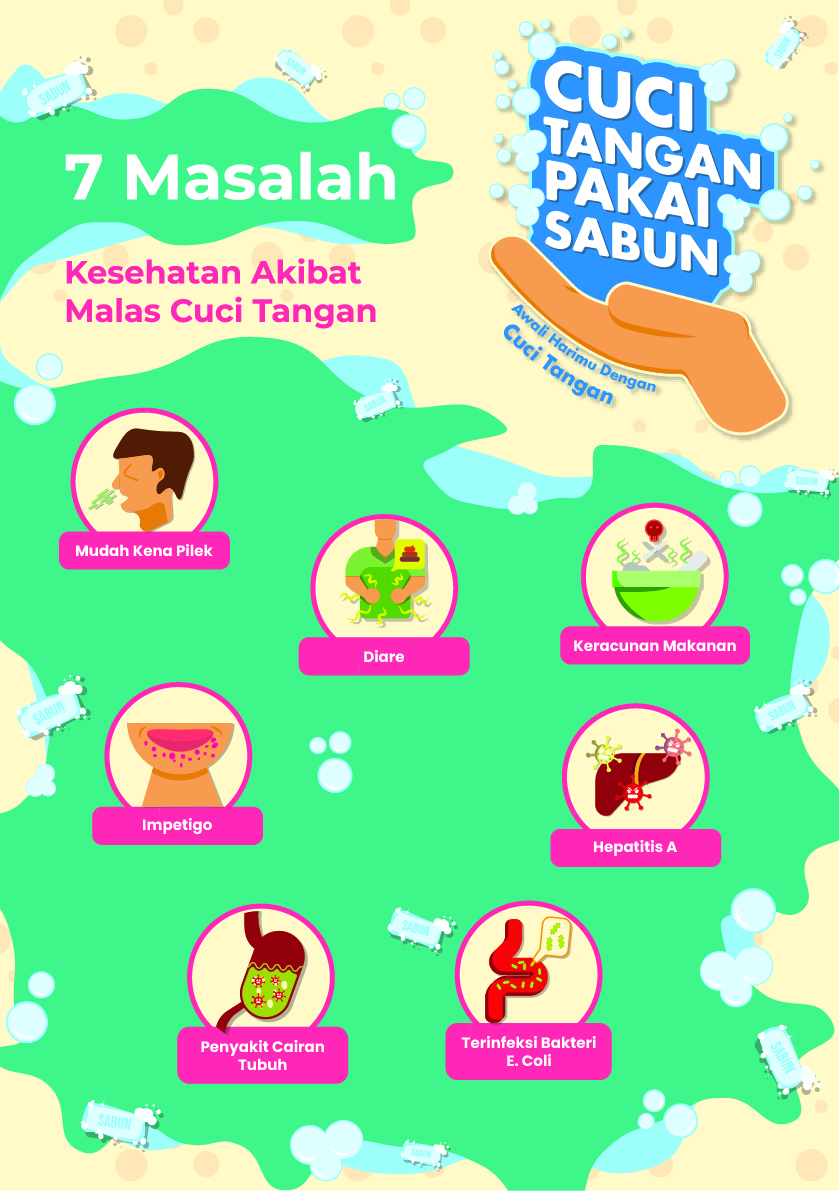 7 Masalah
Kesehatan Akibat
Malas Cuci Tangan
CUCI
TANGAN
PAKAI
SABUN
Awali Harimu Dengan
Cuci Tangan
SABUN
SABUN
SABUN
SABUN
SABUN
Mudah Kena Pilek
Diare
Keracunan Makanan
SABUN
SABUN
Impetigo
Hepatitis A
SABUN
Penyakit Cairan
Tubuh
Terinfeksi Bakteri
E. Coli
SABUN
SABUN
SABUN